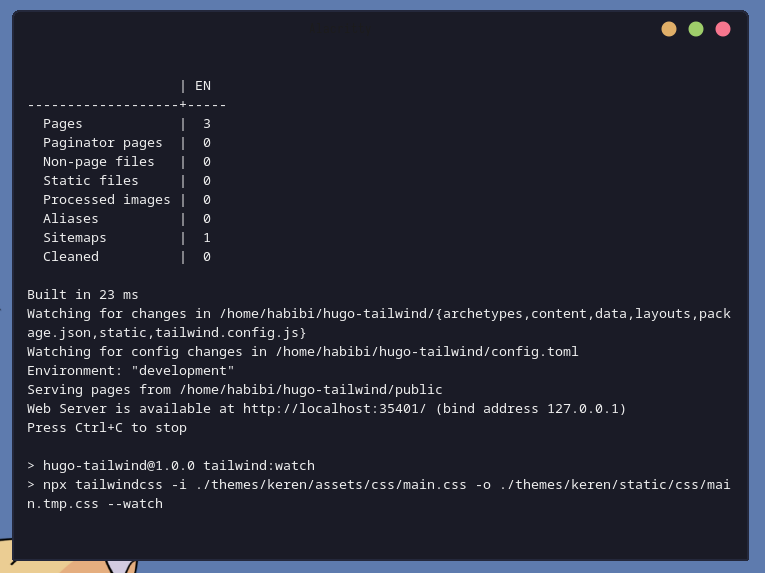 | EN
-------------------+-----
  Pages            |  3
  Paginator pages  |  0
  Non-page files   |  0
  Static files     |  0
  Processed images |  0
  Aliases          |  0
  Sitemaps         |  1
  Cleaned          |  0

Built in 23 ms
Watching for changes in /home/habibi/hugo-tailwind/{archetypes,content,data,layouts,pack
age.json,static,tailwind.config.js}
Watching for config changes in /home/habibi/hugo-tailwind/config.toml
Environment: "development"
Serving pages from /home/habibi/hugo-tailwind/public
Web Server is available at http://localhost:35401/ (bind address 127.0.0.1)
Press Ctrl+C to stop

> hugo-tailwind@1.0.0 tailwind:watch
> npx tailwindcss -i ./themes/keren/assets/css/main.css -o ./themes/keren/static/css/mai
n.tmp.css --watch